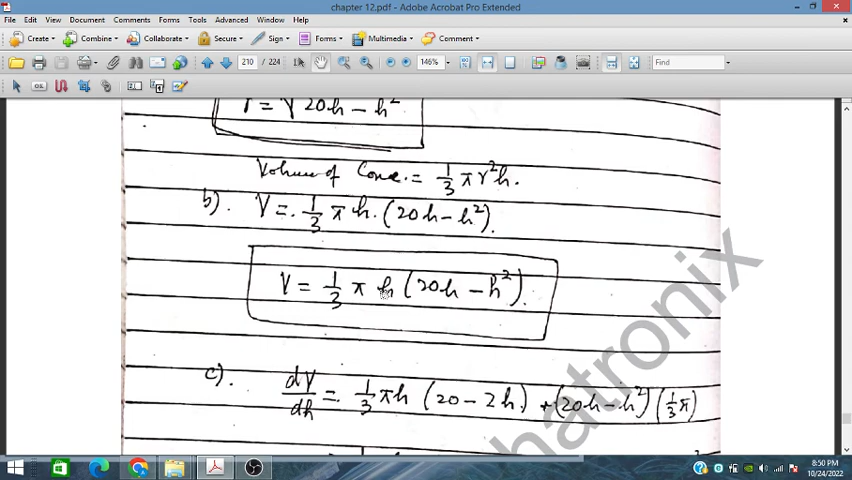 chapter 12.pdf - Adobe Acrobat Pro Extended
File Edit View Document Comments Forms Tools Advanced Window Help
Create Combine Collaborate Secure Sign Forms Multimedia Comment
210 / 224 146% Find
r = √20h - h²
Volume of Cone = 1/3 πr²h.
b). V = 1/3 πh. (20h - h²).
V = 1/3 π h (20h - h²).
c). dV/dh = 1/3 πh (20 - 2h) + (20h - h²) (1/3 π)
hatronix
8:50 PM
10/24/2022